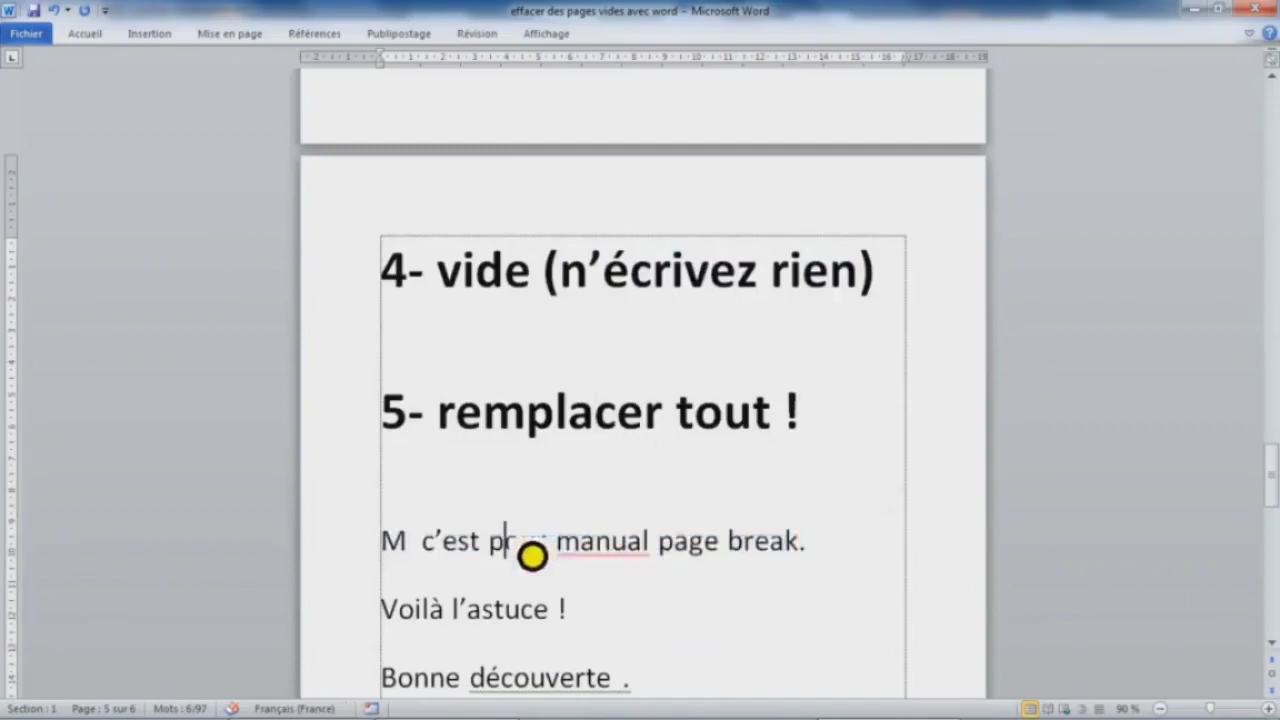 effacer des pages vides avec word – Microsoft Word
Fichier Accueil Insertion Mise en page Références Publipostage Révision Affichage
4- vide (n’écrivez rien)
5- remplacer tout !
M c’est manual page break.
Voilà l’astuce !
Bonne découverte .
Section : 1 Page : 5 sur 6 Mots : 6/97 Français (France) 90 %